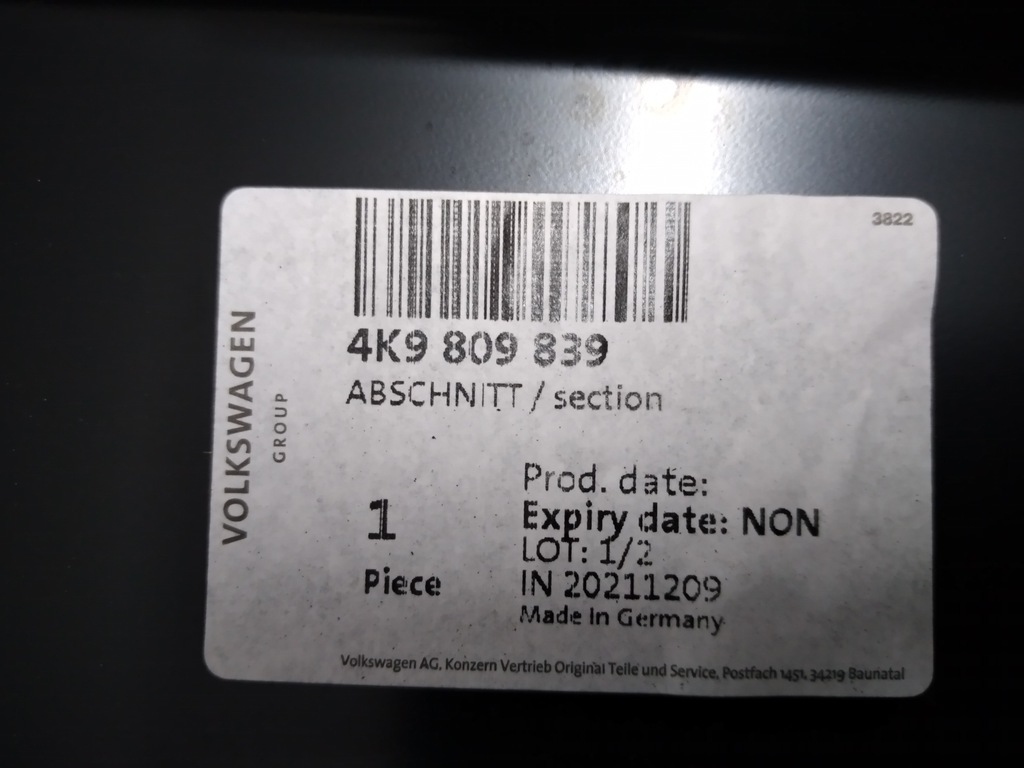 3822
4K9 809 839
ABSCHNITT / section
VOLKSWAGEN
GROUP
1
Piece
Prod. date:
Expiry date: NON
LOT: 1/2
IN 20211209
Made In Germany
Volkswagen AG, Konzern Vertrieb Original Teile und Service, Postfach 1451, 34219 Baunatal